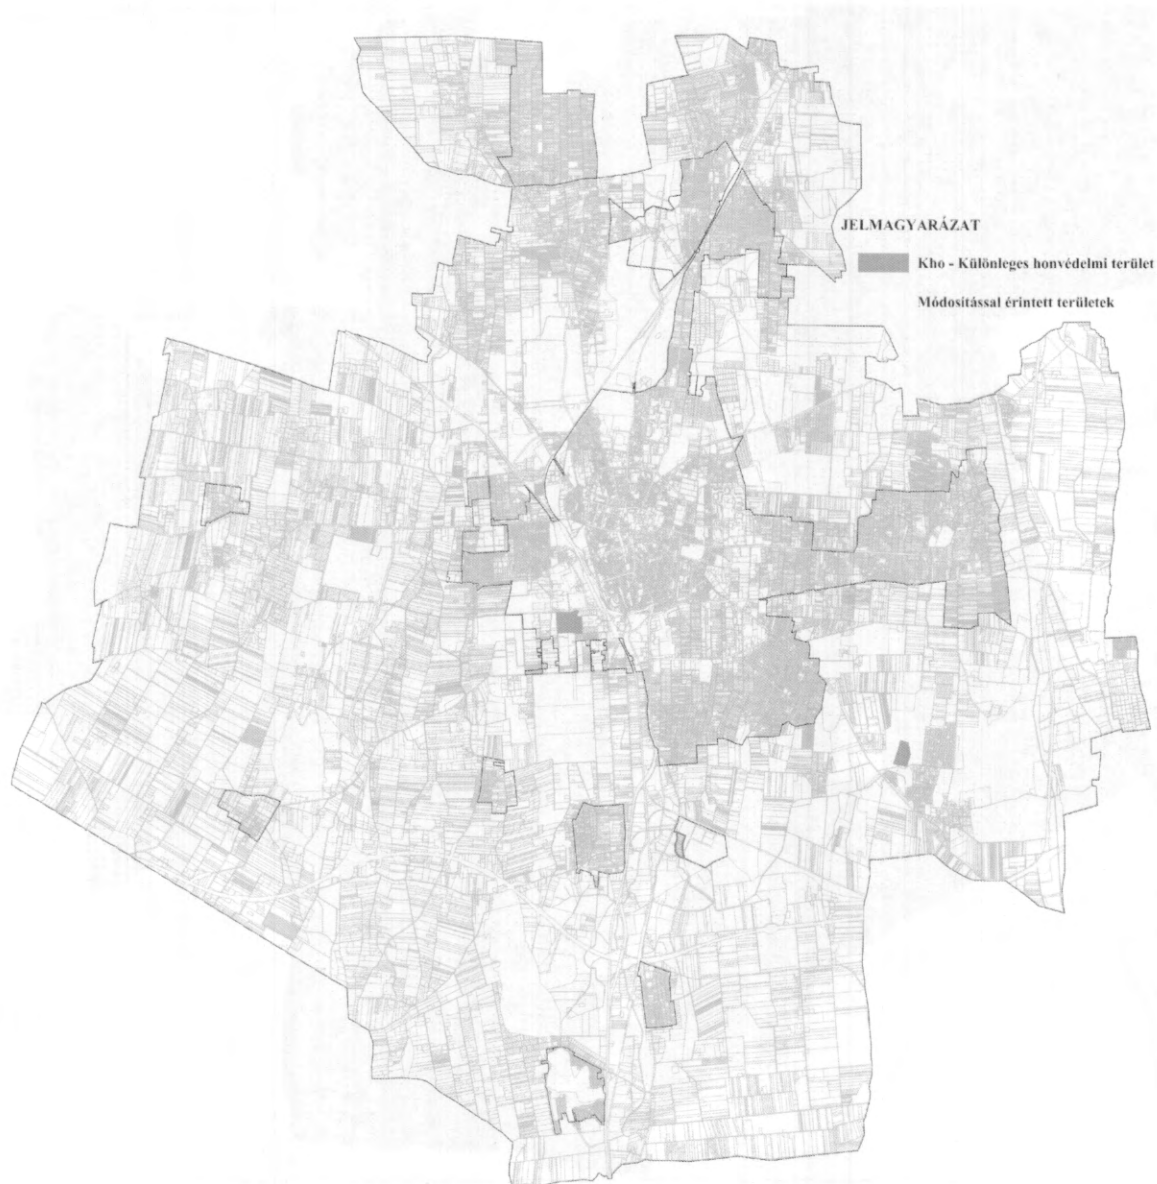 JELMAGYARÁZAT
Kho - Különleges honvédelmi terület
Módosítással érintett területek